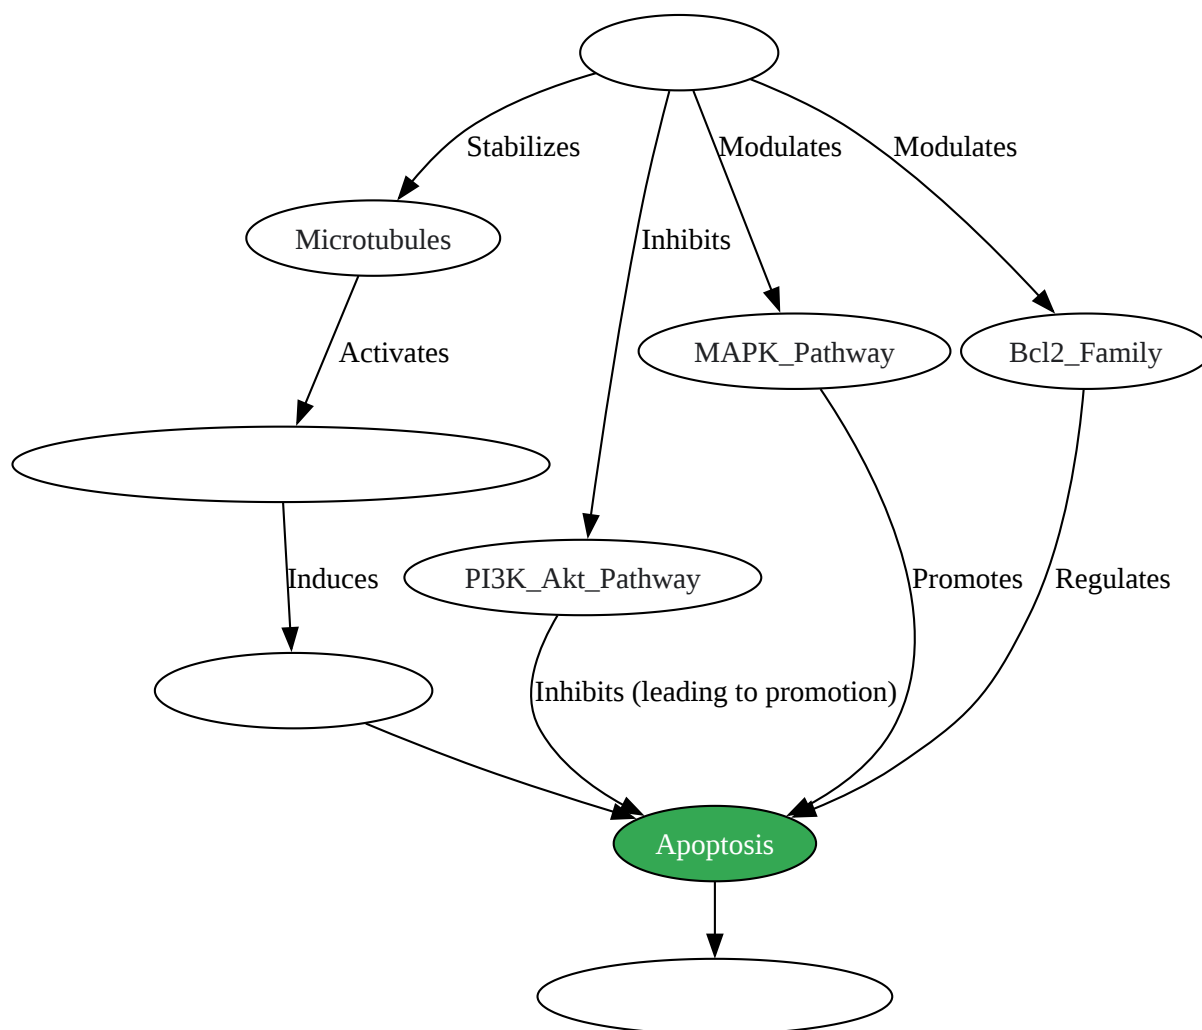 Stabilizes
Modulates
Modulates
Microtubules
Inhibits
Activates
MAPK_Pathway
Bcl2_Family
Induces
PI3K_Akt_Pathway
Promotes
Regulates
Inhibits (leading to promotion)
Apoptosis